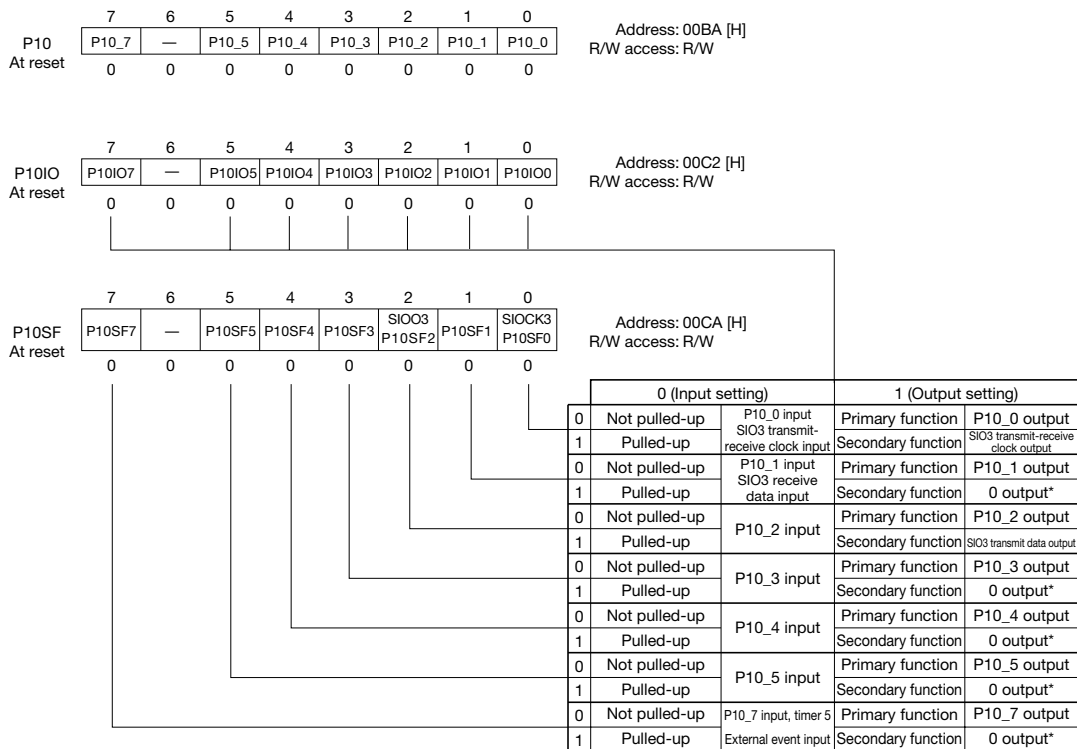 7 6 5 4 3 2 1 0
P10 P10_7 — P10_5 P10_4 P10_3 P10_2 P10_1 P10_0
At reset 0 0 0 0 0 0 0 0
Address: 00BA [H]
R/W access: R/W
7 6 5 4 3 2 1 0
P10IO P10IO7 — P10IO5 P10IO4 P10IO3 P10IO2 P10IO1 P10IO0
At reset 0 0 0 0 0 0 0 0
Address: 00C2 [H]
R/W access: R/W
7 6 5 4 3 2 1 0
P10SF P10SF7 — P10SF5 P10SF4 P10SF3 SIOO3 P10SF2 P10SF1 SIOCK3 P10SF0
At reset 0 0 0 0 0 0 0 0
Address: 00CA [H]
R/W access: R/W
0 (Input setting) 1 (Output setting)
0 Not pulled-up P10_0 input Primary function P10_0 output
SIO3 transmit-
1 Pulled-up receive clock input Secondary function SIO3 transmit-receive clock output
0 Not pulled-up P10_1 input Primary function P10_1 output
SIO3 receive
1 Pulled-up data input Secondary function 0 output*
0 Not pulled-up P10_2 input Primary function P10_2 output
1 Pulled-up Secondary function SIO3 transmit data output
0 Not pulled-up P10_3 input Primary function P10_3 output
1 Pulled-up Secondary function 0 output*
0 Not pulled-up P10_4 input Primary function P10_4 output
1 Pulled-up Secondary function 0 output*
0 Not pulled-up P10_5 input Primary function P10_5 output
1 Pulled-up Secondary function 0 output*
0 Not pulled-up P10_7 input, timer 5 Primary function P10_7 output
1 Pulled-up External event input Secondary function 0 output*